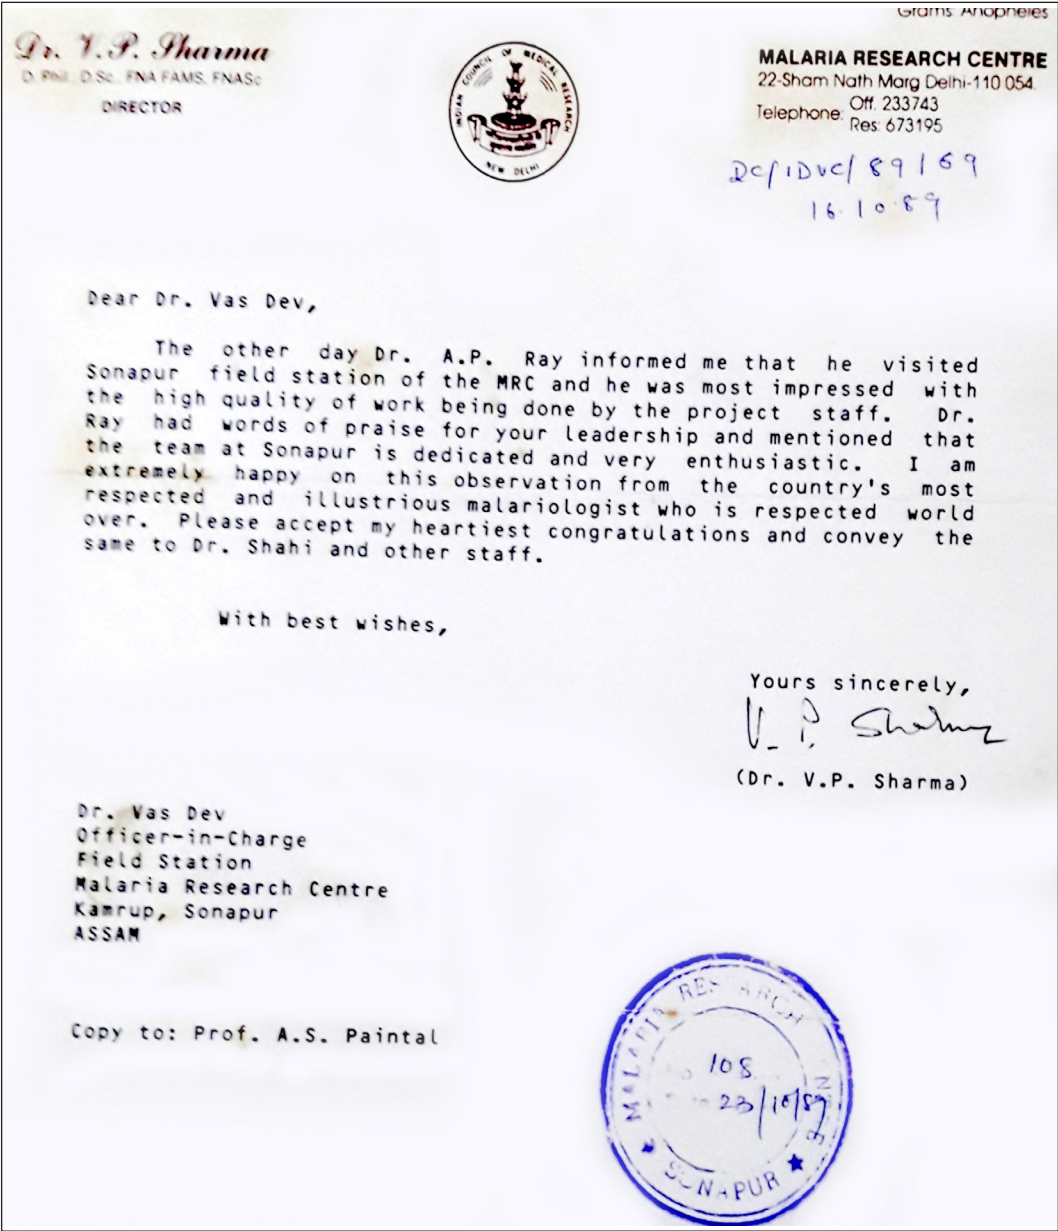 Grams: Anopheles
Dr. V.P. Sharma
D. Phil., D.Sc., FNA FAMS, FNASc
DIRECTOR
INDIAN COUNCIL OF MEDICAL RESEARCH
NEW DELHI
MALARIA RESEARCH CENTRE
22-Sham Nath Marg Delhi-110 054.
Telephone: Off. 233743
Res: 673195
DC/IDVC/89/69
16.10.89
Dear Dr. Vas Dev,
The other day Dr. A.P. Ray informed me that he visited
Sonapur field station of the MRC and he was most impressed with
the high quality of work being done by the project staff. Dr.
Ray had words of praise for your leadership and mentioned that
the team at Sonapur is dedicated and very enthusiastic. I am
extremely happy on this observation from the country's most
respected and illustrious malariologist who is respected world
over. Please accept my heartiest congratulations and convey the
same to Dr. Shahi and other staff.
With best wishes,
Yours sincerely,
V. P. Sharma
(Dr. V.P. Sharma)
Dr. Vas Dev
Officer-in-Charge
Field Station
Malaria Research Centre
Kamrup, Sonapur
ASSAM
Copy to: Prof. A.S. Paintal
MALARIA RESEARCH CENTRE
108
23/10/89
SONAPUR